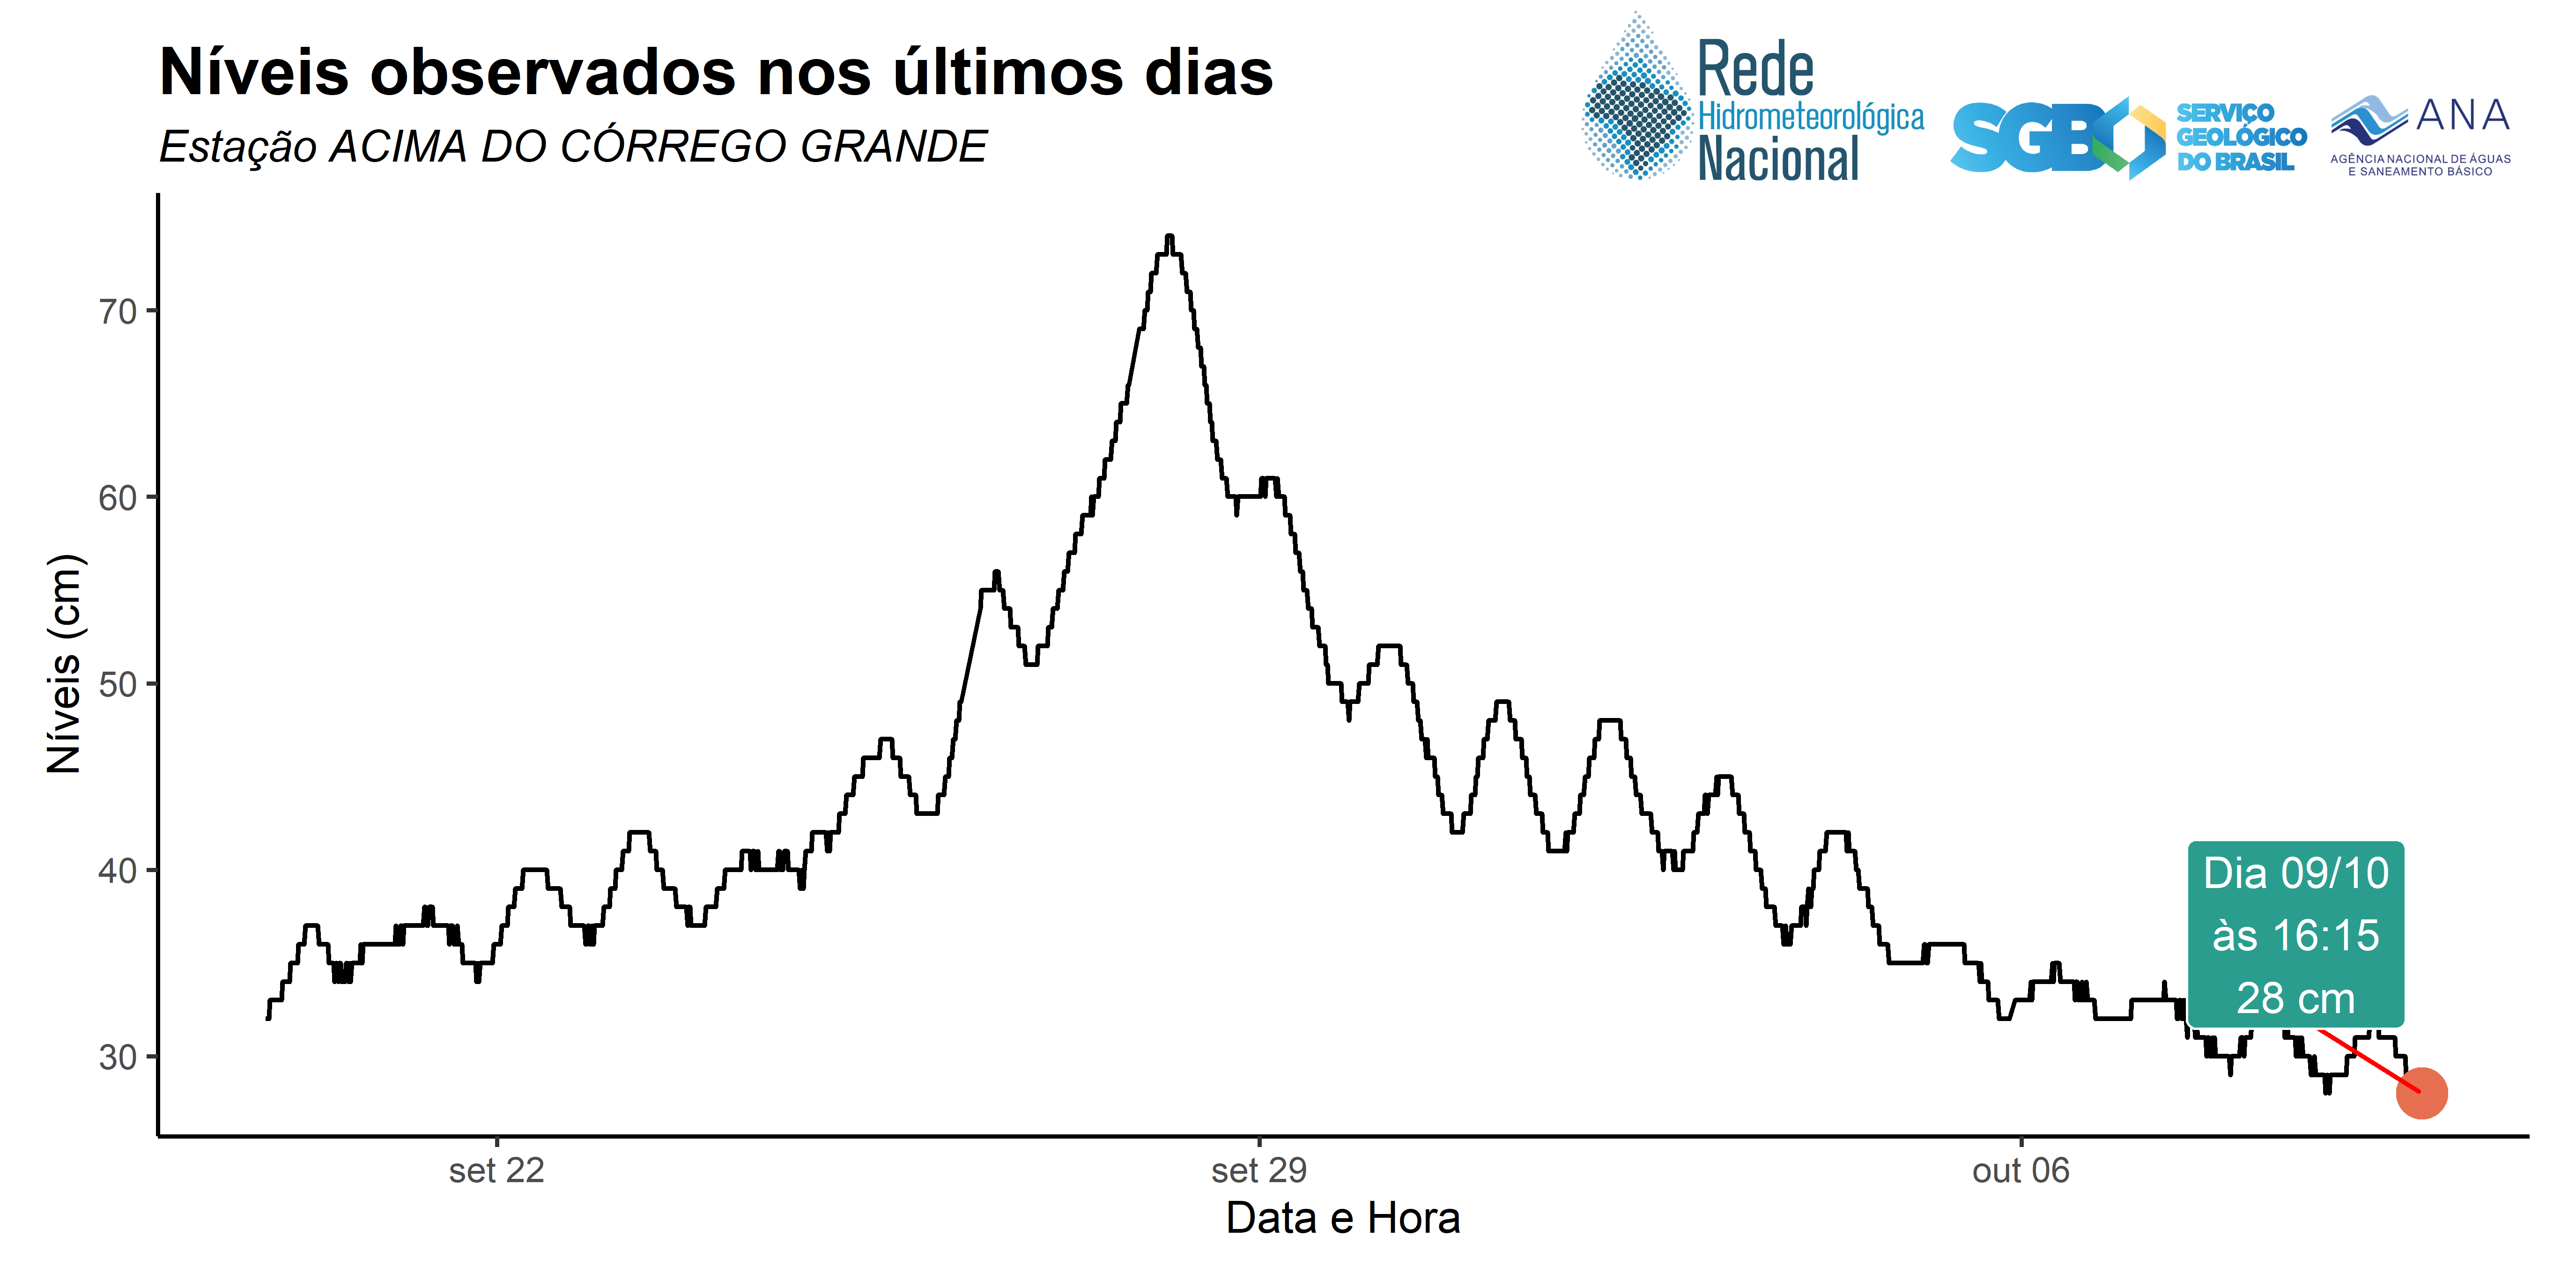 Níveis observados nos últimos dias
Estação ACIMA DO CÓRREGO GRANDE
Rede
Hidrometeorológica
Nacional
SGB
SERVIÇO
GEOLÓGICO
DO BRASIL
ANA
AGÊNCIA NACIONAL DE ÁGUAS
E SANEAMENTO BÁSICO
Níveis (cm)
70
60
50
40
30
Dia 09/10
às 16:15
28 cm
set 22
set 29
out 06
Data e Hora